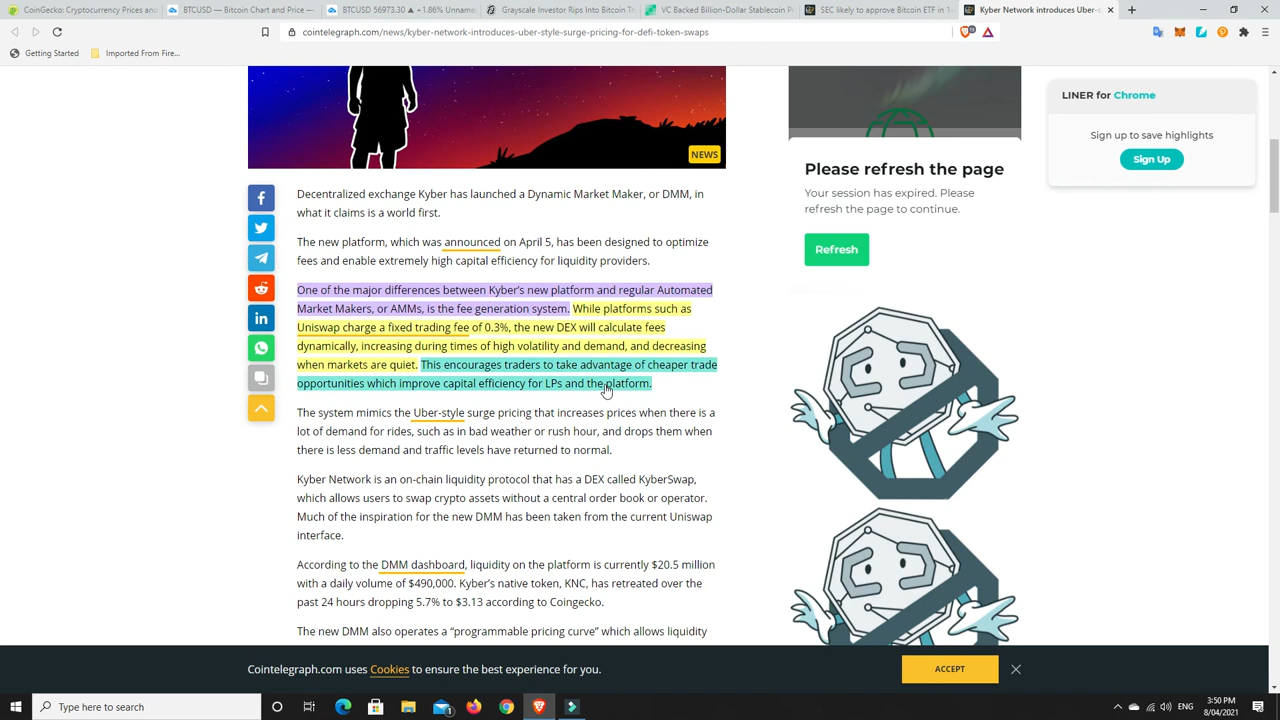 CoinGecko: Cryptocurrency Prices and
BTCUSD — Bitcoin Chart and Price —
BTCUSD 56973.30 ▲ +1.86% Unname
Grayscale Investor Rips Into Bitcoin T
VC Backed Billion-Dollar Stablecoin P
SEC likely to approve Bitcoin ETF in 1
Kyber Network introduces Uber-s
cointelegraph.com/news/kyber-network-introduces-uber-style-surge-pricing-for-defi-token-swaps
Getting Started
Imported From Fire...
NEWS
Decentralized exchange Kyber has launched a Dynamic Market Maker, or DMM, in
what it claims is a world first.
The new platform, which was announced on April 5, has been designed to optimize
fees and enable extremely high capital efficiency for liquidity providers.
One of the major differences between Kyber's new platform and regular Automated
Market Makers, or AMMs, is the fee generation system. While platforms such as
Uniswap charge a fixed trading fee of 0.3%, the new DEX will calculate fees
dynamically, increasing during times of high volatility and demand, and decreasing
when markets are quiet. This encourages traders to take advantage of cheaper trade
opportunities which improve capital efficiency for LPs and the platform.
The system mimics the Uber-style surge pricing that increases prices when there is a
lot of demand for rides, such as in bad weather or rush hour, and drops them when
there is less demand and traffic levels have returned to normal.
Kyber Network is an on-chain liquidity protocol that has a DEX called KyberSwap,
which allows users to swap crypto assets without a central order book or operator.
Much of the inspiration for the new DMM has been taken from the current Uniswap
interface.
According to the DMM dashboard, liquidity on the platform is currently $20.5 million
with a daily volume of $490,000. Kyber's native token, KNC, has retreated over the
past 24 hours dropping 5.7% to $3.13 according to Coingecko.
The new DMM also operates a “programmable pricing curve” which allows liquidity
Please refresh the page
Your session has expired. Please
refresh the page to continue.
Refresh
LINER for Chrome
Sign up to save highlights
Sign Up
Cointelegraph.com uses Cookies to ensure the best experience for you.
ACCEPT
Type here to search
ENG
3:50 PM
8/04/2021